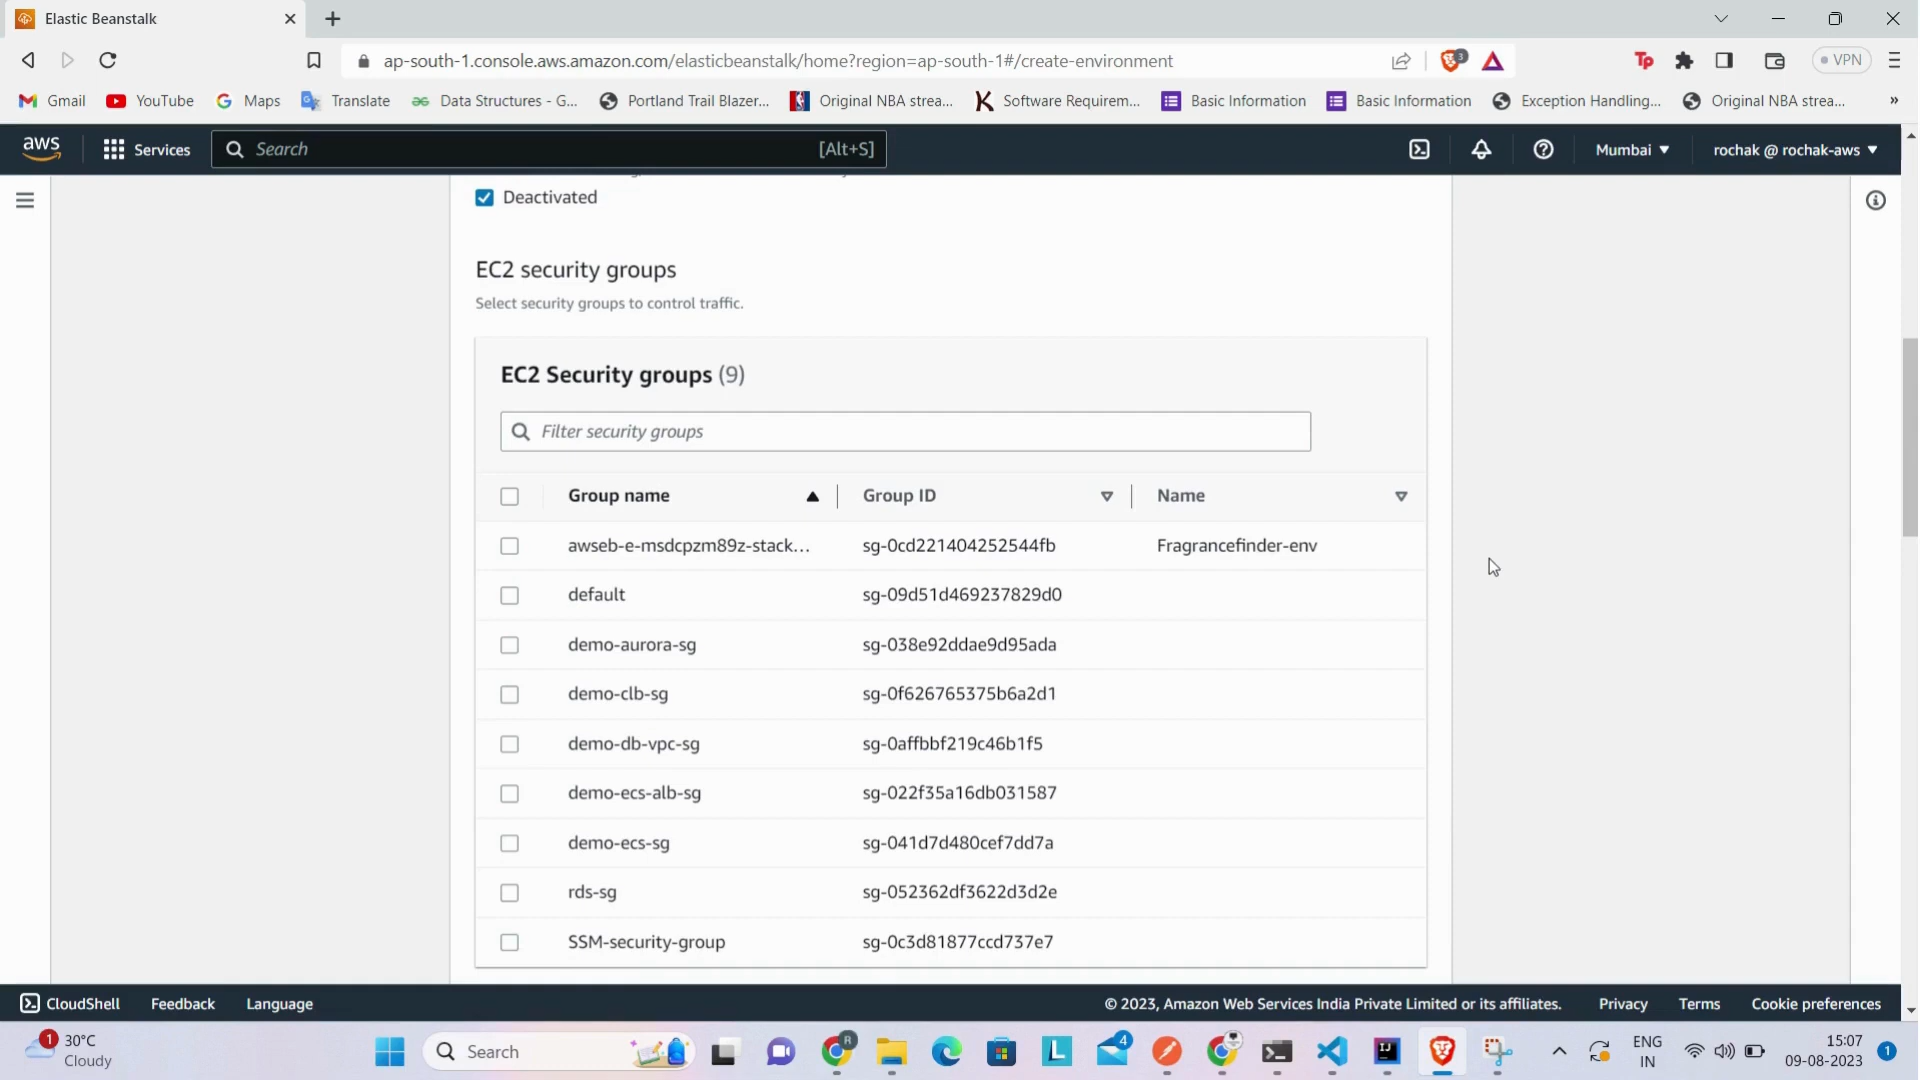 Elastic Beanstalk
ap-south-1.console.aws.amazon.com/elasticbeanstalk/home?region=ap-south-1#/create-environment
3
Tp
VPN
Gmail
YouTube
Maps
Translate
Data Structures - G...
Portland Trail Blazer...
Original NBA strea...
Software Requirem...
Basic Information
Basic Information
Exception Handling...
Original NBA strea...
»
aws
Services
Search
[Alt+S]
Mumbai
rochak @ rochak-aws
Deactivated
EC2 security groups
Select security groups to control traffic.
EC2 Security groups (9)
Filter security groups
Group name Group ID Name
awseb-e-msdcpzm89z-stack... sg-0cd221404252544fb Fragrancefinder-env
default sg-09d51d469237829d0
demo-aurora-sg sg-038e92ddae9d95ada
demo-clb-sg sg-0f626765375b6a2d1
demo-db-vpc-sg sg-0affbbf219c46b1f5
demo-ecs-alb-sg sg-022f35a16db031587
demo-ecs-sg sg-041d7d480cef7dd7a
rds-sg sg-052362df3622d3d2e
SSM-security-group sg-0c3d81877ccd737e7
CloudShell
Feedback
Language
© 2023, Amazon Web Services India Private Limited or its affiliates.
Privacy
Terms
Cookie preferences
1
30°C
Cloudy
Search
R
L
4
IJ
ENG
IN
15:07
09-08-2023
1